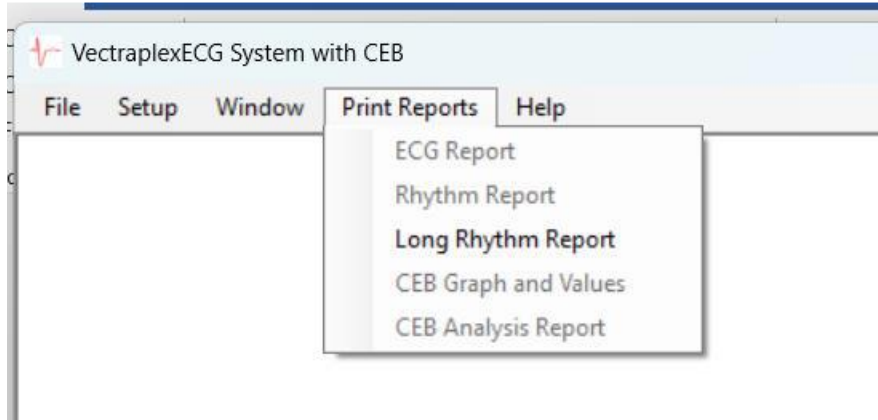 VectraplexECG System with CEB
File Setup Window Print Reports Help
ECG Report
Rhythm Report
Long Rhythm Report
CEB Graph and Values
CEB Analysis Report